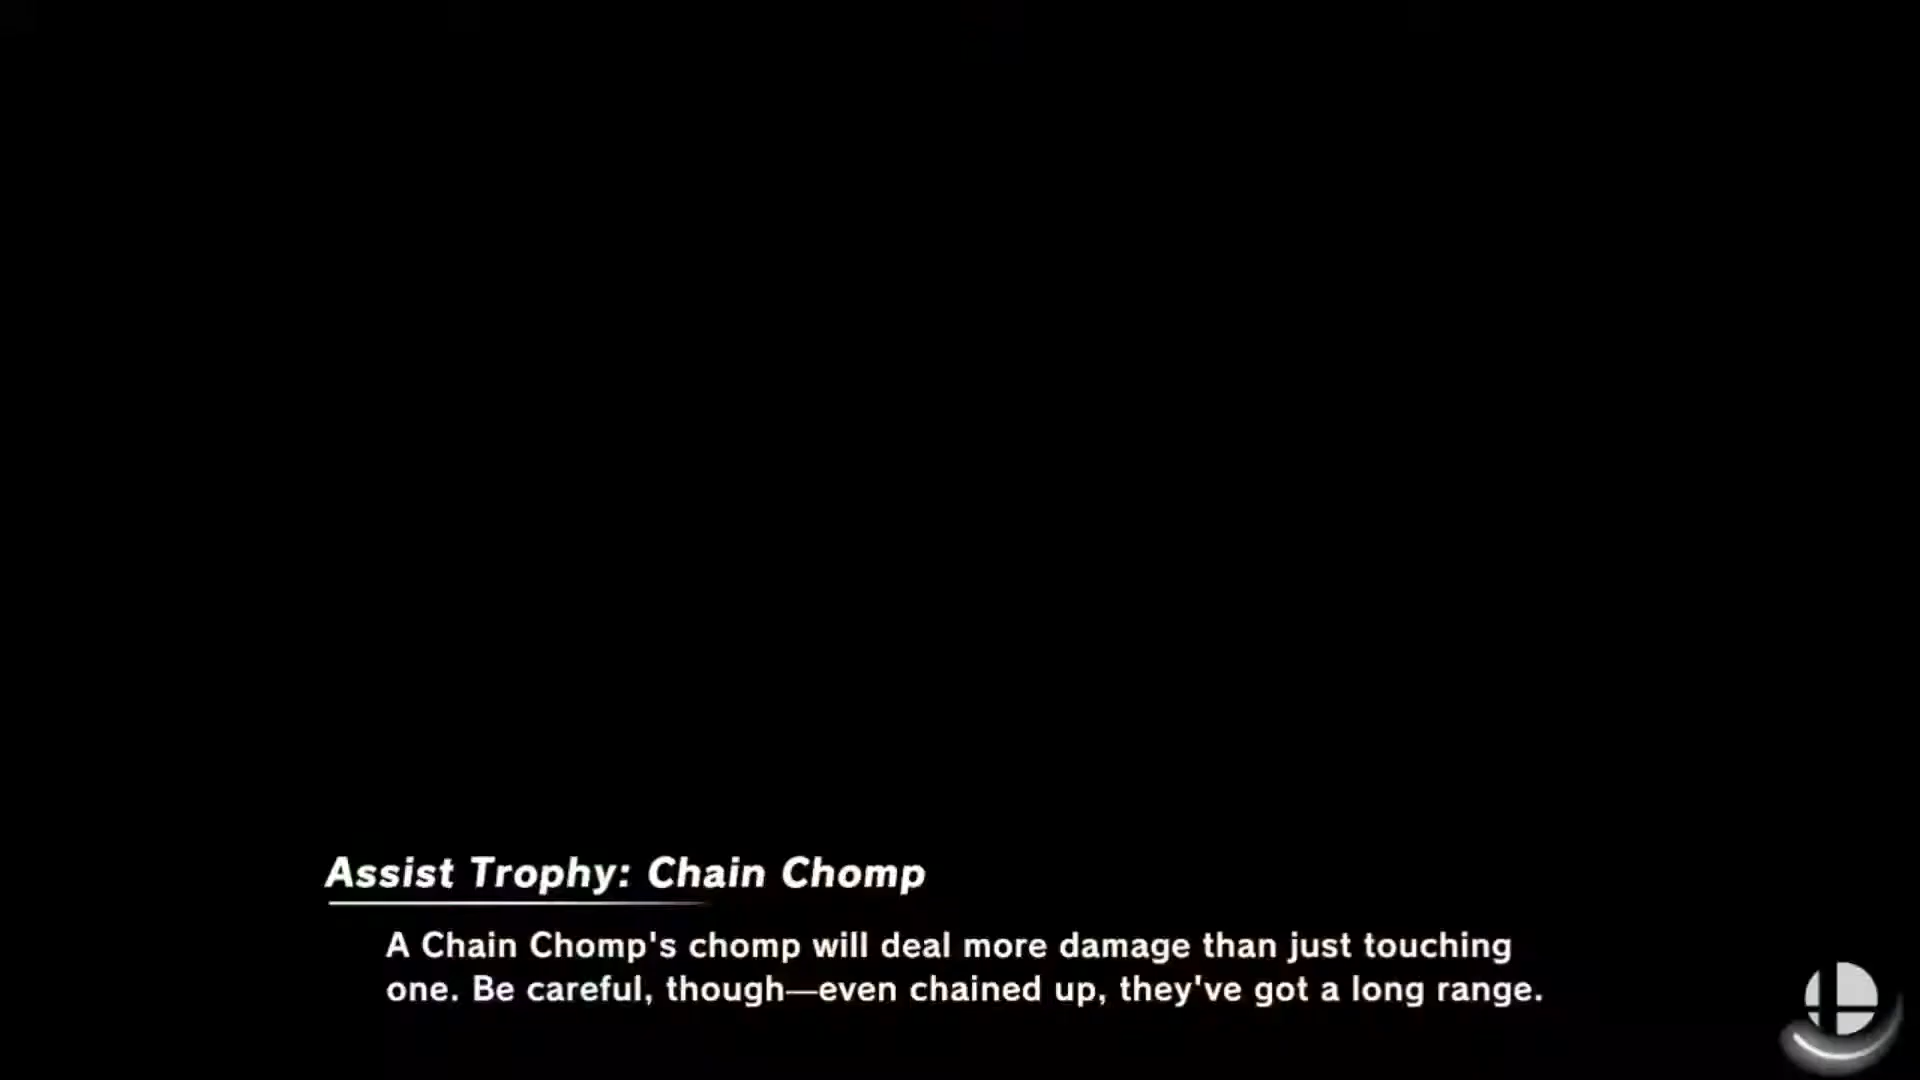 Assist Trophy: Chain Chomp
A Chain Chomp's chomp will deal more damage than just touching
one. Be careful, though—even chained up, they've got a long range.